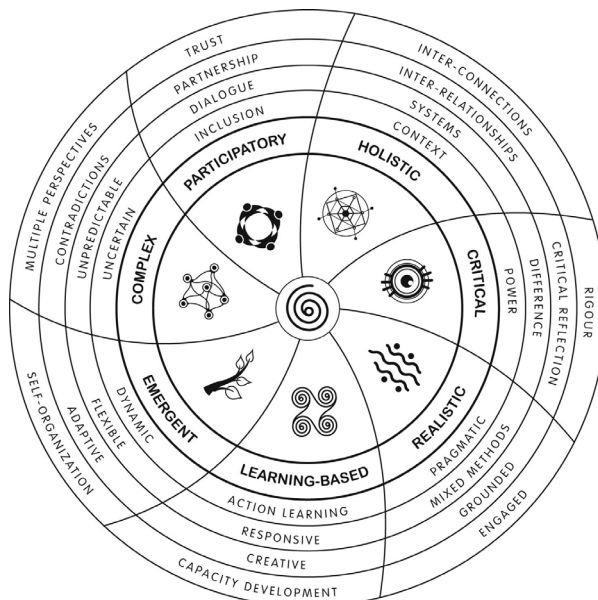 TRUST
PARTNERSHIP
DIALOGUE
INCLUSION
PARTICIPATORY
INTER-CONNECTIONS
INTER-RELATIONSHIPS
SYSTEMS
CONTEXT
HOLISTIC
RIGOUR
CRITICAL REFLECTION
DIFFERENCE
POWER
CRITICAL
REALISTIC
PRAGMATIC
MIXED METHODS
GROUNDED
ENGAGED
LEARNING-BASED
ACTION LEARNING
RESPONSIVE
CREATIVE
CAPACITY DEVELOPMENT
EMERGENT
DYNAMIC
FLEXIBLE
ADAPTIVE
SELF-ORGANIZATION
MULTIPLE PERSPECTIVES
CONTRADICTIONS
UNPREDICTABLE
UNCERTAIN
COMPLEX